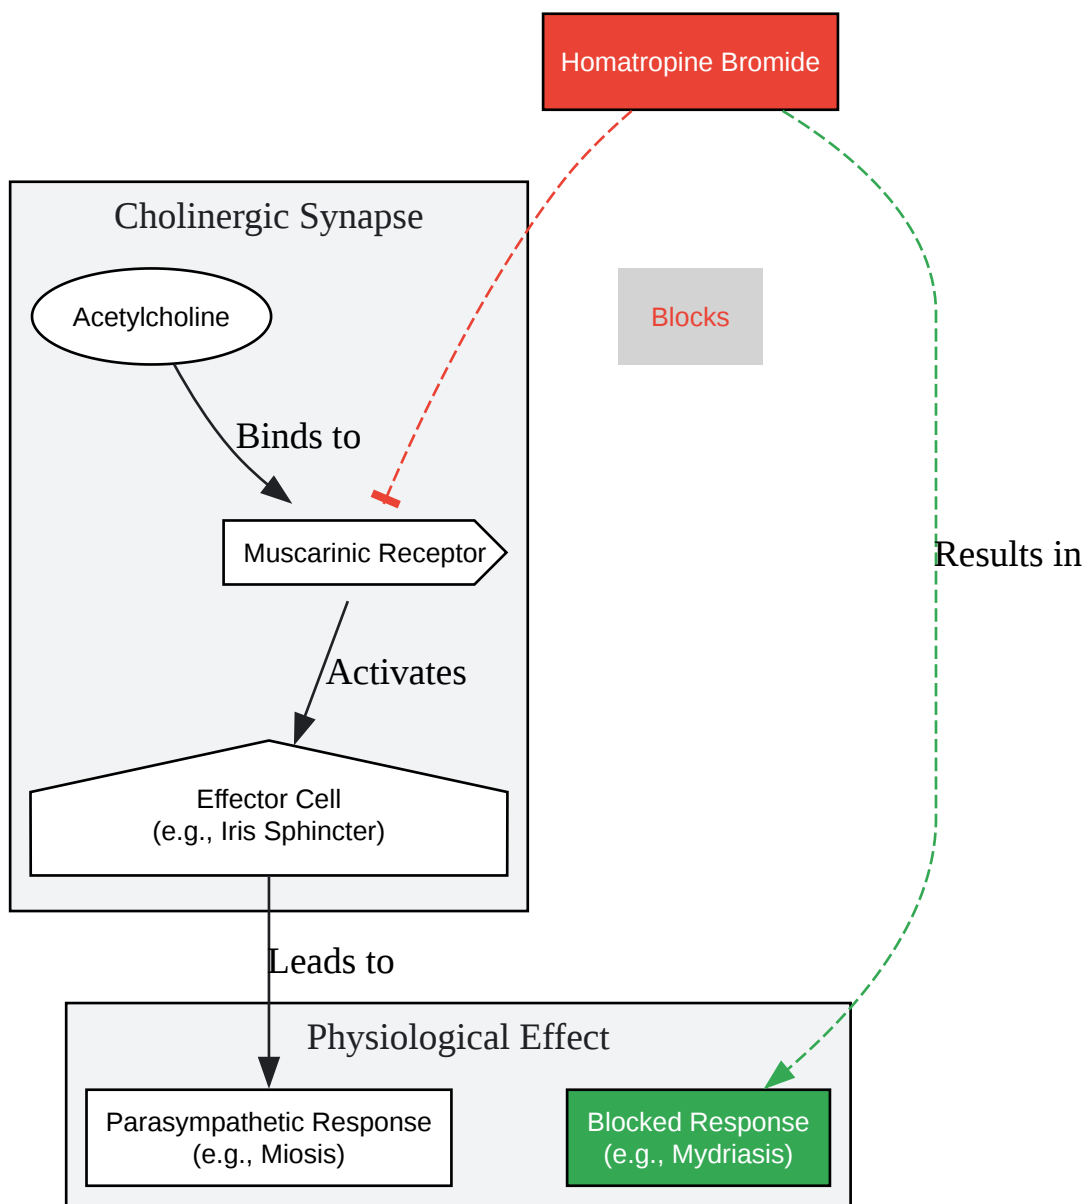 Homatropine Bromide
Cholinergic Synapse
Acetylcholine
Blocks
Binds to
Muscarinic Receptor
Results in
Activates
Effector Cell
(e.g., Iris Sphincter)
Leads to
Physiological Effect
Parasympathetic Response
(e.g., Miosis)
Blocked Response
(e.g., Mydriasis)